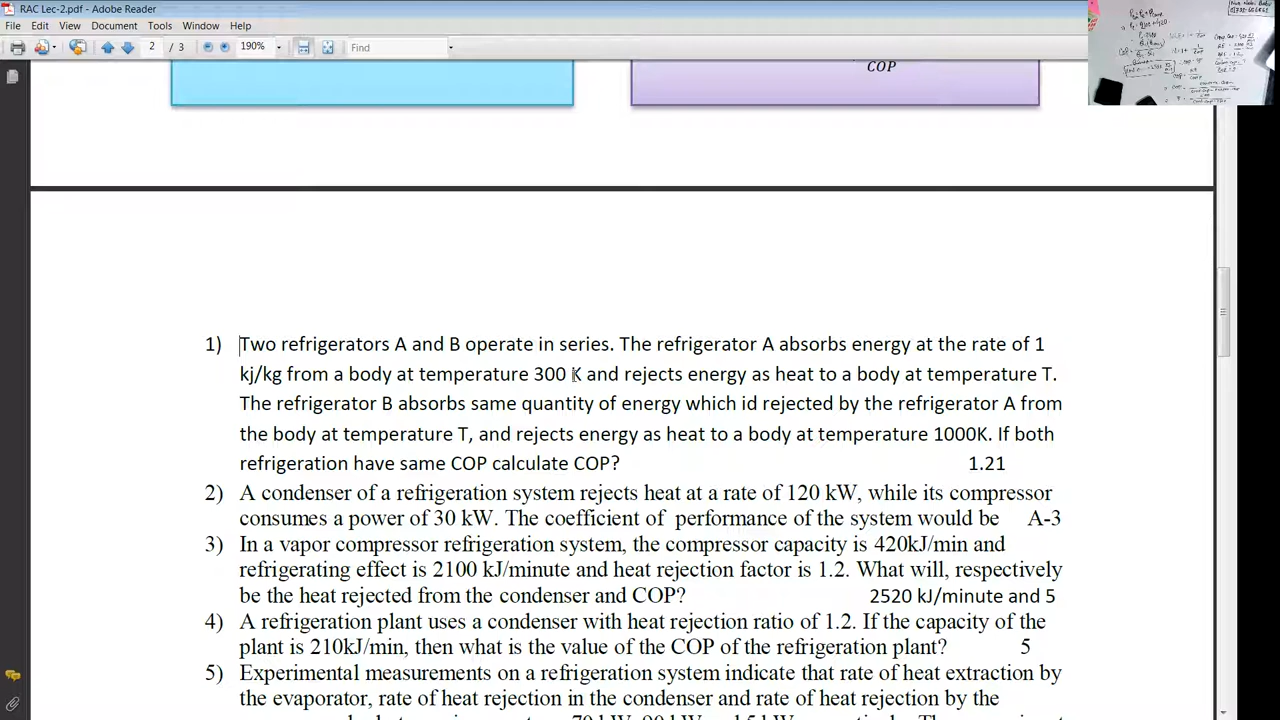 RAC Lec-2.pdf - Adobe Reader
File Edit View Document Tools Window Help
2 / 3 190% Find
COP
1) Two refrigerators A and B operate in series. The refrigerator A absorbs energy at the rate of 1
kj/kg from a body at temperature 300 K and rejects energy as heat to a body at temperature T.
The refrigerator B absorbs same quantity of energy which id rejected by the refrigerator A from
the body at temperature T, and rejects energy as heat to a body at temperature 1000K. If both
refrigeration have same COP calculate COP? 1.21
2) A condenser of a refrigeration system rejects heat at a rate of 120 kW, while its compressor
consumes a power of 30 kW. The coefficient of performance of the system would be A-3
3) In a vapor compressor refrigeration system, the compressor capacity is 420kJ/min and
refrigerating effect is 2100 kJ/minute and heat rejection factor is 1.2. What will, respectively
be the heat rejected from the condenser and COP? 2520 kJ/minute and 5
4) A refrigeration plant uses a condenser with heat rejection ratio of 1.2. If the capacity of the
plant is 210kJ/min, then what is the value of the COP of the refrigeration plant? 5
5) Experimental measurements on a refrigeration system indicate that rate of heat extraction by
the evaporator, rate of heat rejection in the condenser and rate of heat rejection by the